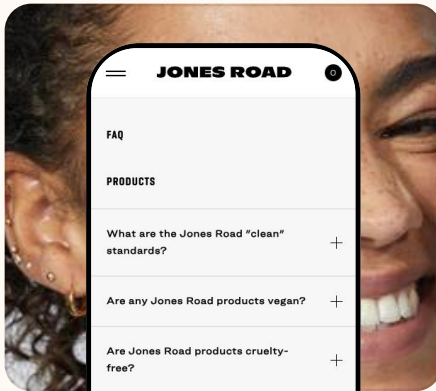 JONES ROAD
0
FAQ
PRODUCTS
What are the Jones Road "clean"
standards?
Are any Jones Road products vegan?
Are Jones Road products cruelty-
free?